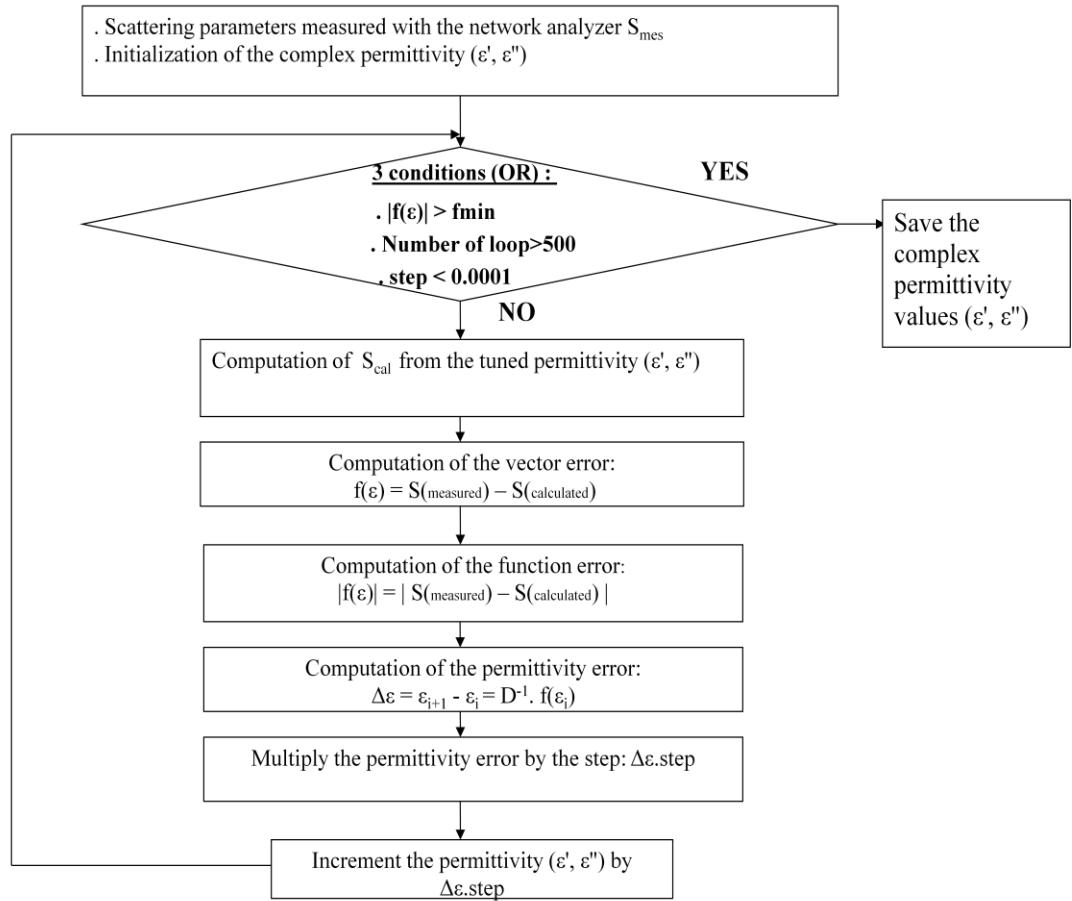 . Scattering parameters measured with the network analyzer Smes
. Initialization of the complex permittivity (ε', ε'')
3 conditions (OR) :
. |f(ε)| > fmin
. Number of loop>500
. step < 0.0001
YES
NO
Save the
complex
permittivity
values (ε', ε'')
Computation of Scal from the tuned permittivity (ε', ε'')
Computation of the vector error:
f(ε) = S(measured) – S(calculated)
Computation of the function error:
|f(ε)| = | S(measured) – S(calculated) |
Computation of the permittivity error:
Δε = εi+1 - εi = D-1. f(εi)
Multiply the permittivity error by the step: Δε.step
Increment the permittivity (ε', ε'') by
Δε.step